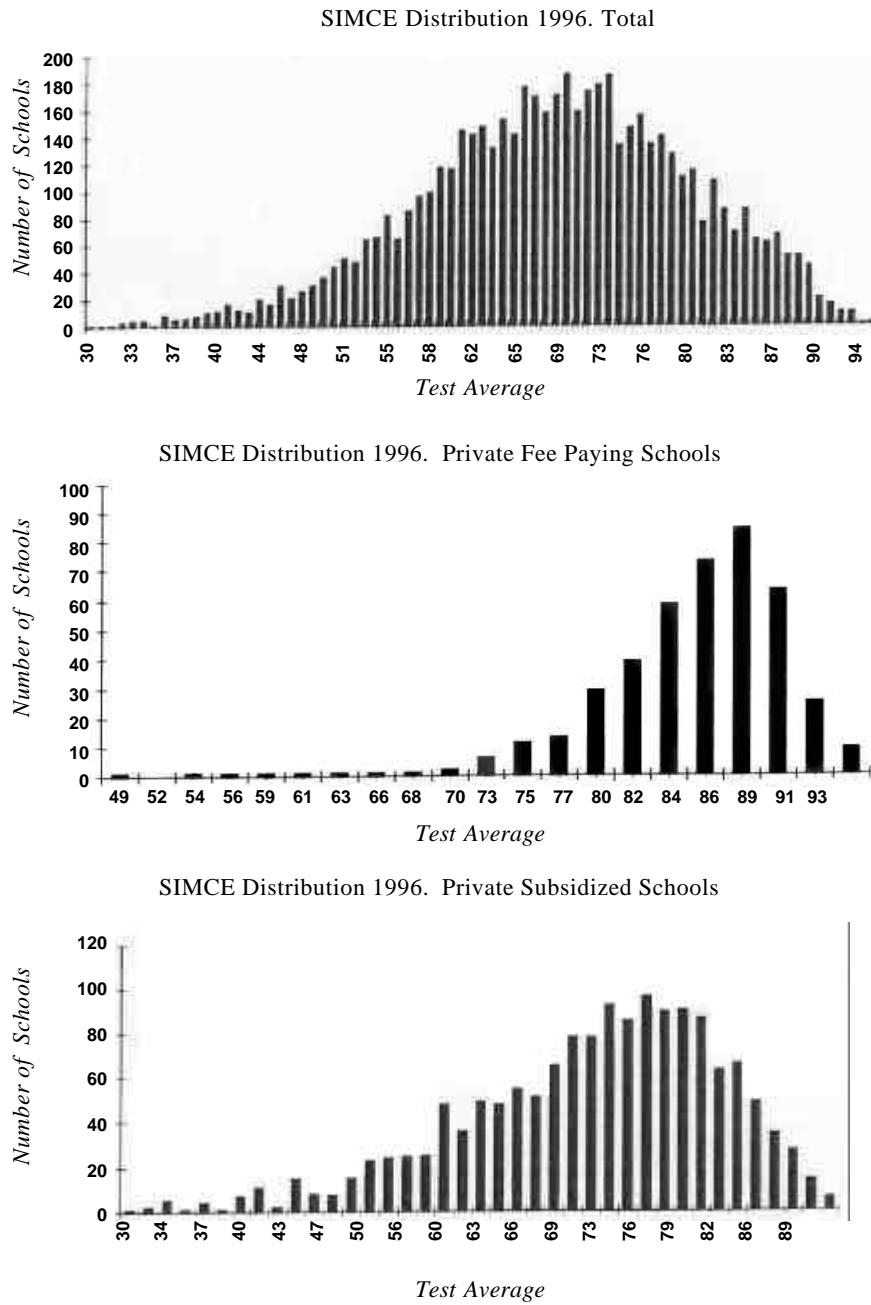 SIMCE Distribution 1996. Total
200
180
160
140
120
100
80
60
40
20
0
Number of Schools
30 33 37 40 44 48 51 55 58 62 65 69 73 76 80 83 87 90 94
Test Average
SIMCE Distribution 1996. Private Fee Paying Schools
100
90
80
70
60
50
40
30
20
10
0
Number of Schools
49 52 54 56 59 61 63 66 68 70 73 75 77 80 82 84 86 89 91 93
Test Average
SIMCE Distribution 1996. Private Subsidized Schools
120
100
80
60
40
20
0
Number of Schools
30 34 37 40 43 47 50 56 60 63 66 69 73 76 79 82 86 89
Test Average